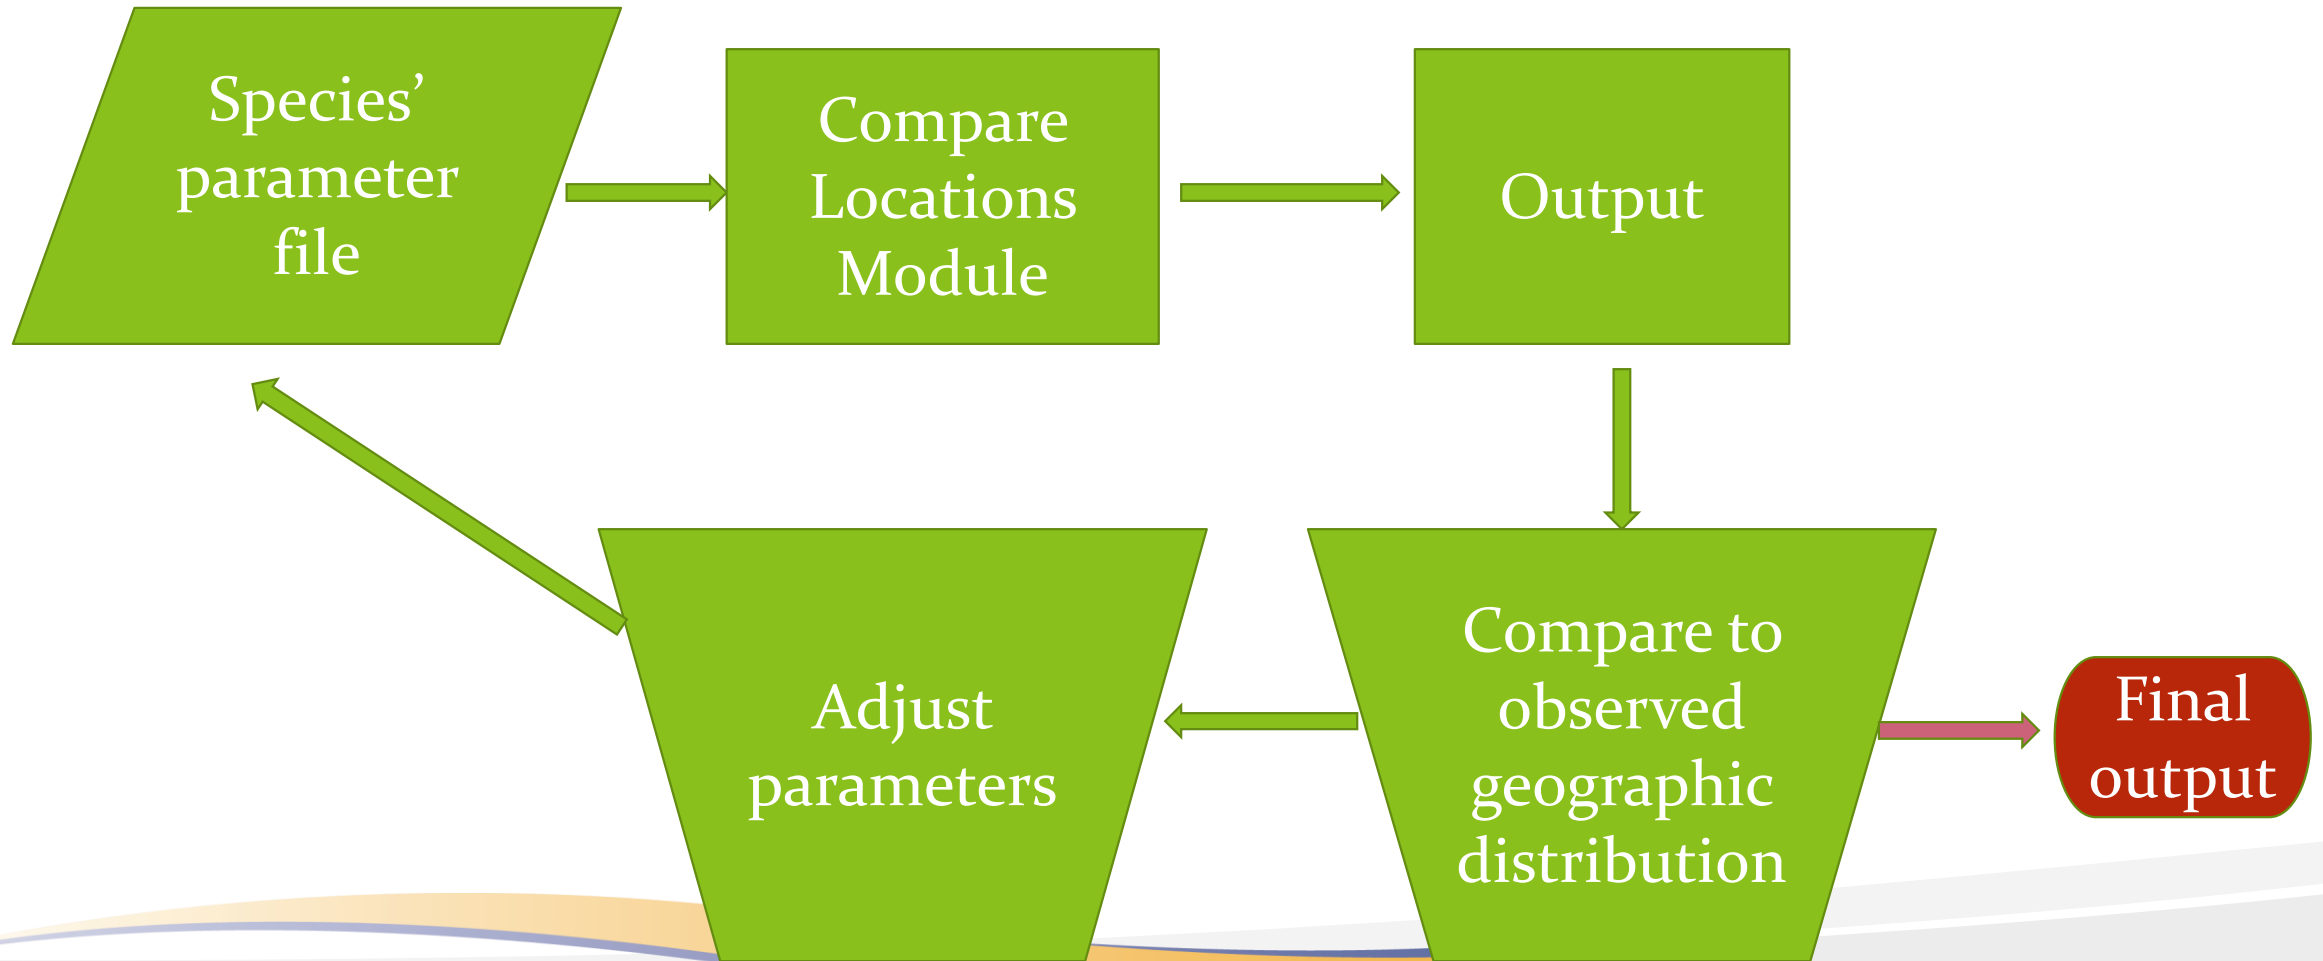 Species’
parameter
file
Compare
Locations
Module
Output
Adjust
parameters
Compare to
observed
geographic
distribution
Final
output